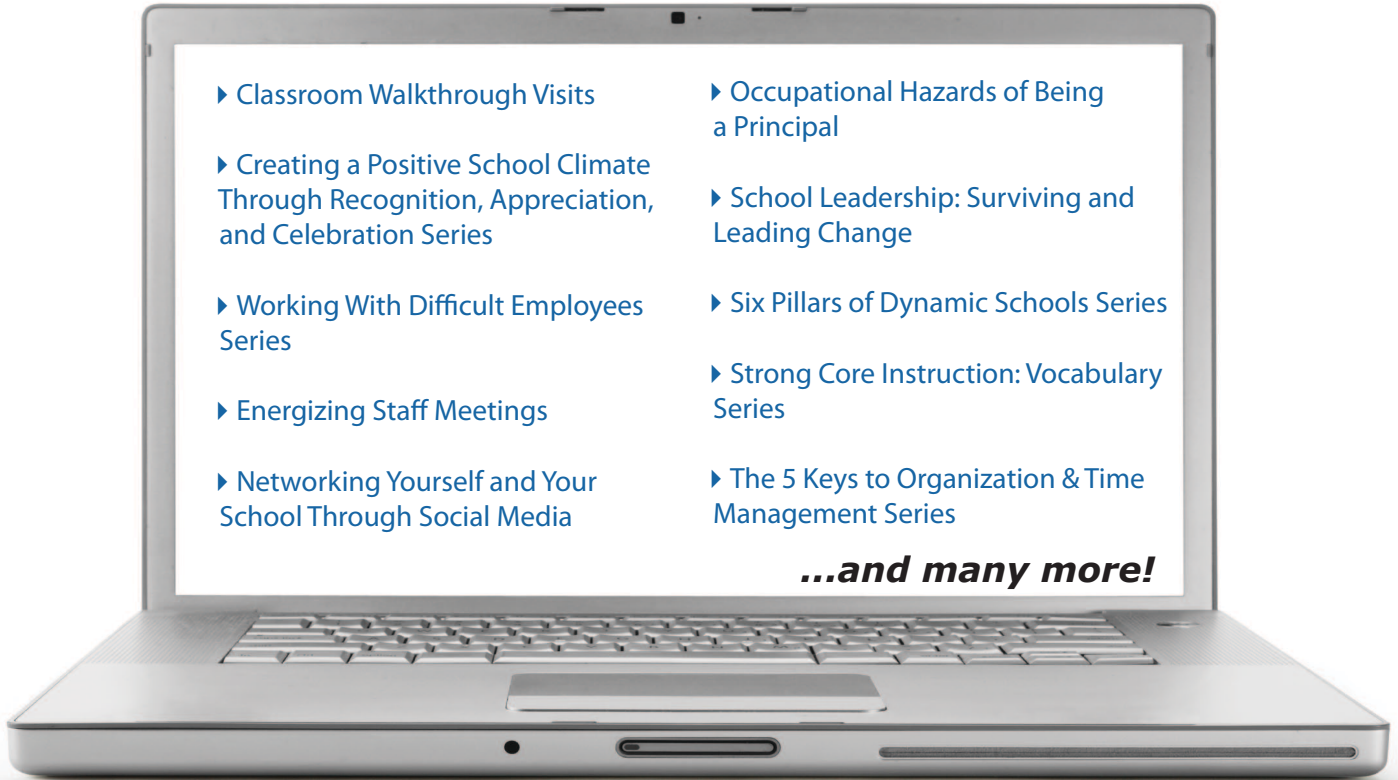 ▶ Classroom Walkthrough Visits
▶ Creating a Positive School Climate
Through Recognition, Appreciation,
and Celebration Series
▶ Working With Difficult Employees
Series
▶ Energizing Staff Meetings
▶ Networking Yourself and Your
School Through Social Media
▶ Occupational Hazards of Being
a Principal
▶ School Leadership: Surviving and
Leading Change
▶ Six Pillars of Dynamic Schools Series
▶ Strong Core Instruction: Vocabulary
Series
▶ The 5 Keys to Organization & Time
Management Series
...and many more!